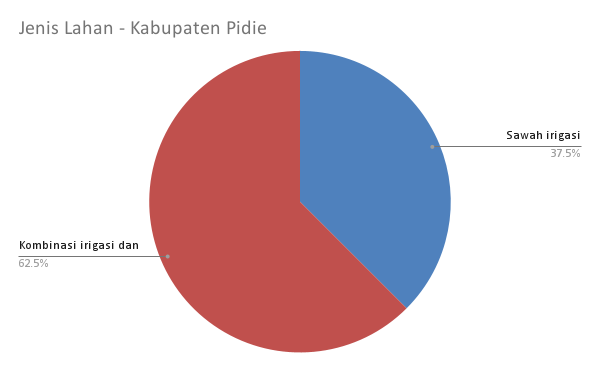 Jenis Lahan - Kabupaten Pidie
Sawah irigasi
37.5%
Kombinasi irigasi dan
62.5%